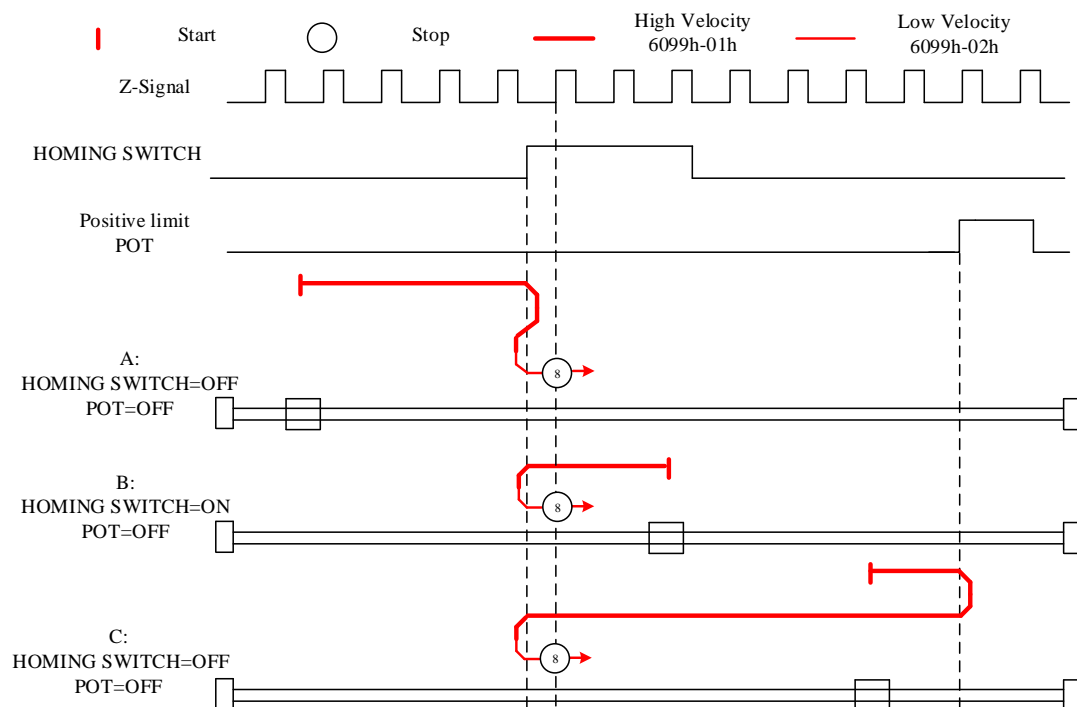 Start
Stop
High Velocity
6099h-01h
Low Velocity
6099h-02h
Z-Signal
HOMING SWITCH
Positive limit
POT
8
A:
HOMING SWITCH=OFF
POT=OFF
8
B:
HOMING SWITCH=ON
POT=OFF
8
C:
HOMING SWITCH=OFF
POT=OFF